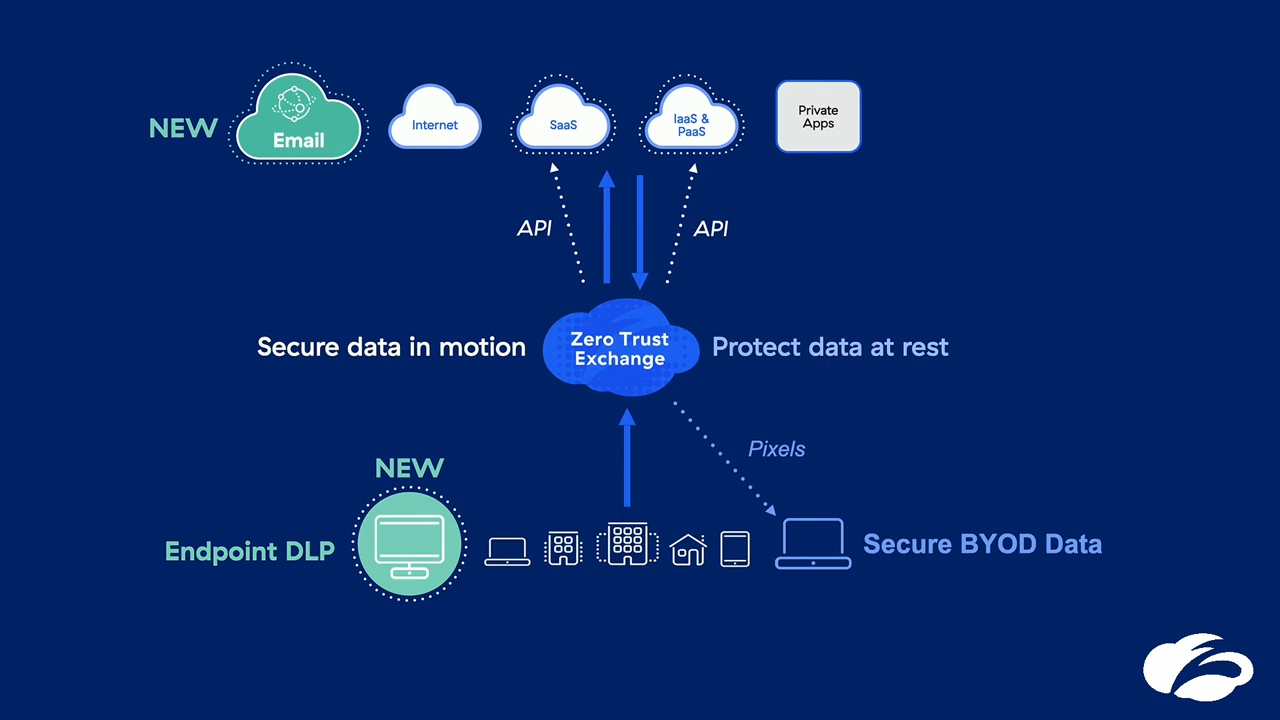 NEW
Email
Internet
SaaS
IaaS &
PaaS
Private
Apps
API
API
Secure data in motion
Zero Trust
Exchange
Protect data at rest
Pixels
NEW
Endpoint DLP
Secure BYOD Data